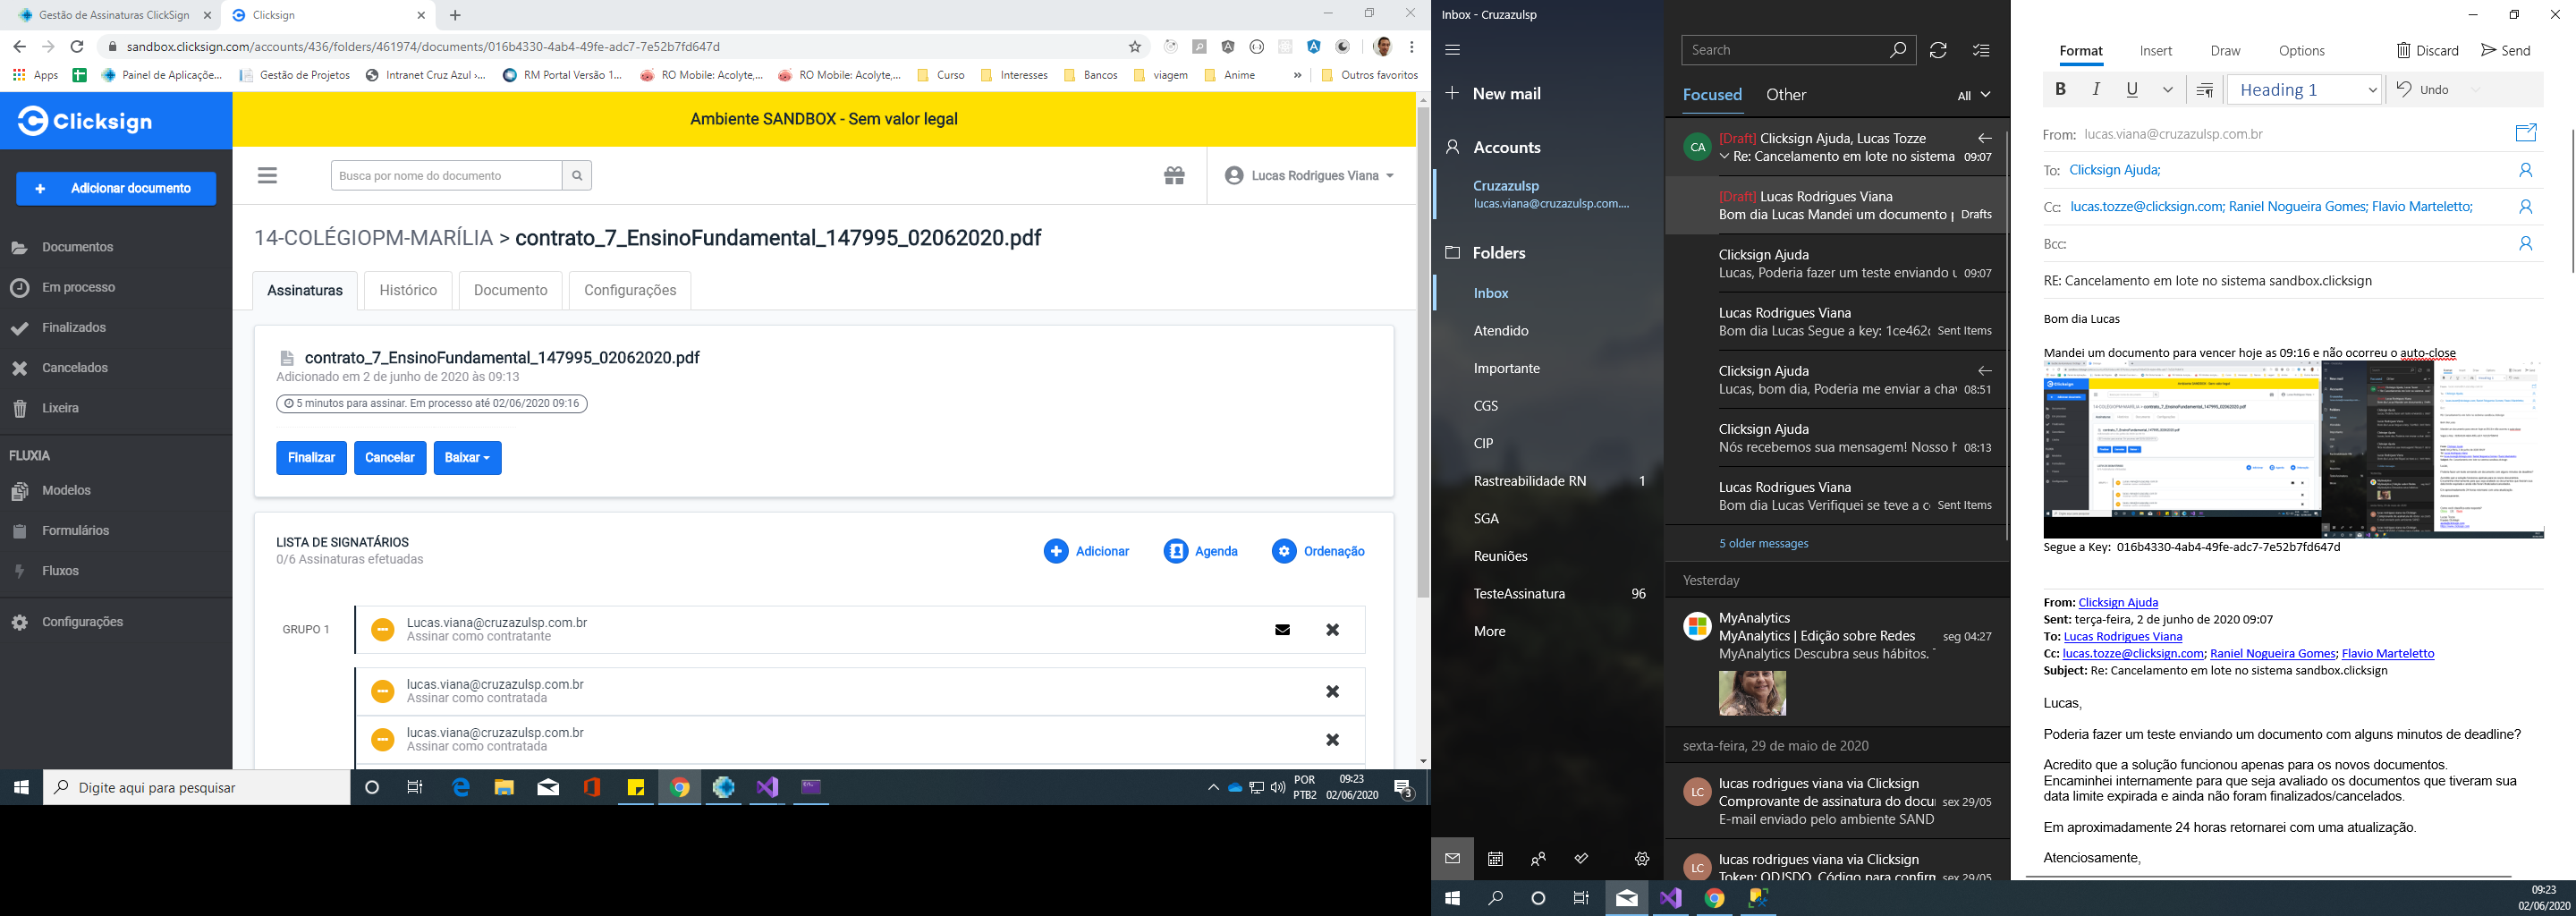 Gestão de Assinaturas ClickSign
Clicksign
sandbox.clicksign.com/accounts/436/folders/461974/documents/016b4330-4ab4-49fe-adc7-7e52b7fd647d
Apps
Painel de Aplicaçõe...
Gestão de Projetos
Intranet Cruz Azul ›...
RM Portal Versão 1...
RO Mobile: Acolyte,...
RO Mobile: Acolyte,...
Curso
Interesses
Bancos
viagem
Anime
»
Outros favoritos
Clicksign
Ambiente SANDBOX - Sem valor legal
Adicionar documento
Documentos
Em processo
Finalizados
Cancelados
Lixeira
FLUXIA
Modelos
Formulários
Fluxos
Configurações
Busca por nome do documento
Lucas Rodrigues Viana
14-COLÉGIOPM-MARÍLIA > contrato_7_EnsinoFundamental_147995_02062020.pdf
Assinaturas
Histórico
Documento
Configurações
contrato_7_EnsinoFundamental_147995_02062020.pdf
Adicionado em 2 de junho de 2020 às 09:13
5 minutos para assinar. Em processo até 02/06/2020 09:16
Finalizar
Cancelar
Baixar
LISTA DE SIGNATÁRIOS
0/6 Assinaturas efetuadas
Adicionar
Agenda
Ordenação
GRUPO 1
Lucas.viana@cruzazulsp.com.br
Assinar como contratante
lucas.viana@cruzazulsp.com.br
Assinar como contratada
lucas.viana@cruzazulsp.com.br
Assinar como contratada
Digite aqui para pesquisar
POR
PTB2
09:23
02/06/2020
3
Inbox - Cruzazulsp
New mail
Accounts
Cruzazulsp
lucas.viana@cruzazulsp.com....
Folders
Inbox
Atendido
Importante
CGS
CIP
Rastreabilidade RN 1
SGA
Reuniões
TesteAssinatura 96
More
Search
Focused
Other
All
CA
[Draft] Clicksign Ajuda, Lucas Tozze
Re: Cancelamento em lote no sistema 09:07
[Draft] Lucas Rodrigues Viana
Bom dia Lucas Mandei um documento p Drafts
Clicksign Ajuda
Lucas, Poderia fazer um teste enviando u 09:07
Lucas Rodrigues Viana
Bom dia Lucas Segue a key: 1ce462c Sent Items
Clicksign Ajuda
Lucas, bom dia, Poderia me enviar a chav 08:51
Clicksign Ajuda
Nós recebemos sua mensagem! Nosso h 08:13
Lucas Rodrigues Viana
Bom dia Lucas Verifiquei se teve a co Sent Items
5 older messages
Yesterday
MyAnalytics
MyAnalytics | Edição sobre Redes seg 04:27
MyAnalytics Descubra seus hábitos.
sexta-feira, 29 de maio de 2020
LC
lucas rodrigues viana via Clicksign
Comprovante de assinatura do docu sex 29/05
E-mail enviado pelo ambiente SAND
LC
lucas rodrigues viana via Clicksign
Token: ODJSDO. Código para confirm sex 29/05
Format
Insert
Draw
Options
Discard
Send
B I U
Heading 1
Undo
From: lucas.viana@cruzazulsp.com.br
To: Clicksign Ajuda;
Cc: lucas.tozze@clicksign.com; Raniel Nogueira Gomes; Flavio Marteletto;
Bcc:
RE: Cancelamento em lote no sistema sandbox.clicksign
Bom dia Lucas
Mandei um documento para vencer hoje as 09:16 e não ocorreu o auto-close
Segue a Key: 016b4330-4ab4-49fe-adc7-7e52b7fd647d
From: Clicksign Ajuda
Sent: terça-feira, 2 de junho de 2020 09:07
To: Lucas Rodrigues Viana
Cc: lucas.tozze@clicksign.com; Raniel Nogueira Gomes; Flavio Marteletto
Subject: Re: Cancelamento em lote no sistema sandbox.clicksign
Lucas,
Poderia fazer um teste enviando um documento com alguns minutos de deadline?
Acredito que a solução funcionou apenas para os novos documentos.
Encaminhei internamente para que seja avaliado os documentos que tiveram sua
data limite expirada e ainda não foram finalizados/cancelados.
Em aproximadamente 24 horas retornarei com uma atualização.
Atenciosamente,
09:23
02/06/2020